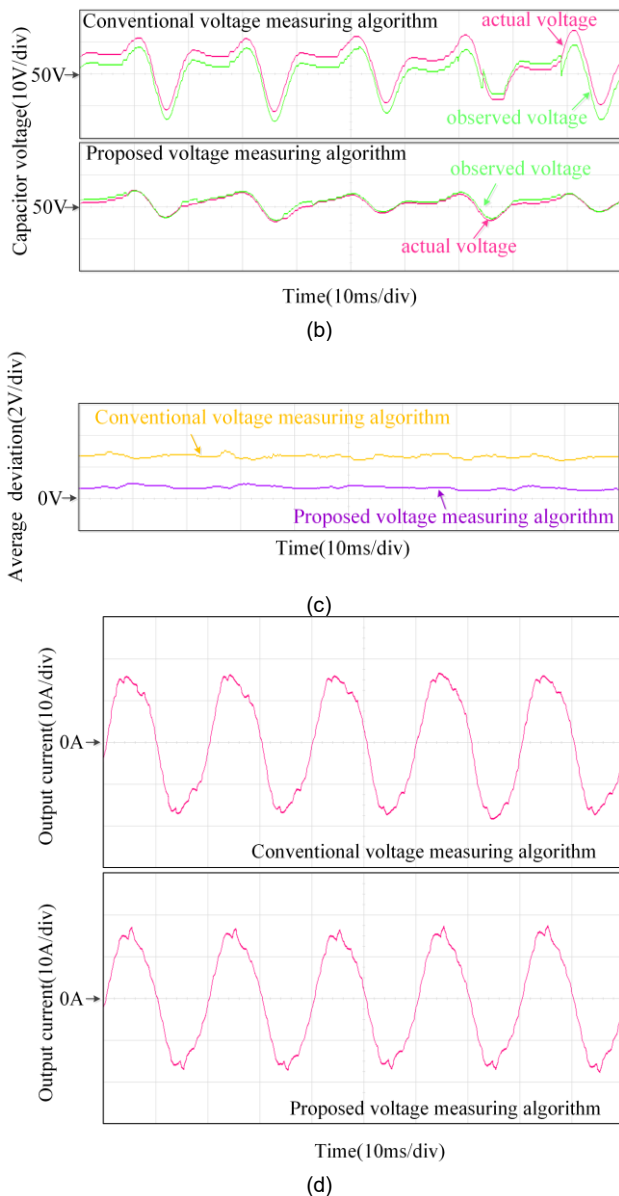 Conventional voltage measuring algorithm
actual voltage
50V
observed voltage
Capacitor voltage(10V/div)
Proposed voltage measuring algorithm
observed voltage
50V
actual voltage
Time(10ms/div)
(b)
Average deviation(2V/div)
Conventional voltage measuring algorithm
0V
Proposed voltage measuring algorithm
Time(10ms/div)
(c)
Output current(10A/div)
0A
Conventional voltage measuring algorithm
Output current(10A/div)
0A
Proposed voltage measuring algorithm
Time(10ms/div)
(d)